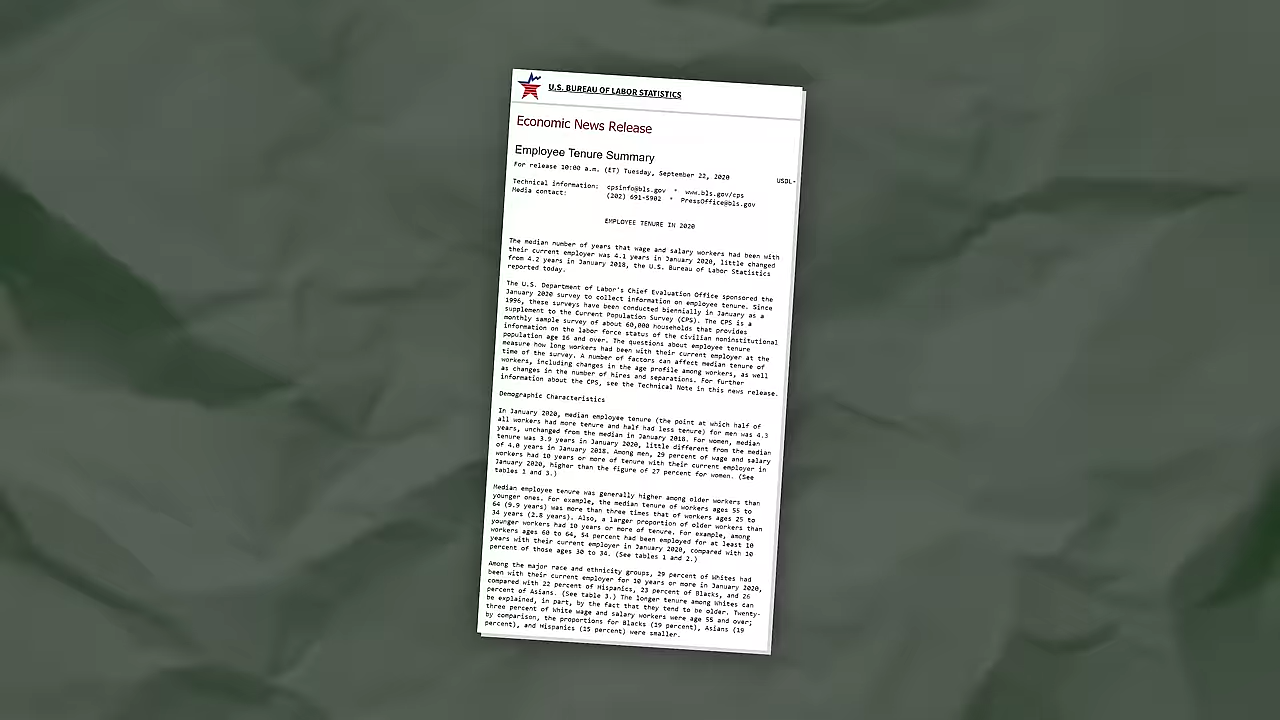 U.S. BUREAU OF LABOR STATISTICS
Economic News Release
Employee Tenure Summary
For release 10:00 a.m. (ET) Tuesday, September 22, 2020
USDL-
Technical information: cpsinfo@bls.gov * www.bls.gov/cps
Media contact: (202) 691-5902 * PressOffice@bls.gov
EMPLOYEE TENURE IN 2020
The median number of years that wage and salary workers had been with
their current employer was 4.1 years in January 2020, little changed
from 4.2 years in January 2018, the U.S. Bureau of Labor Statistics
reported today.
The U.S. Department of Labor's Chief Evaluation Office sponsored the
January 2020 survey to collect information on employee tenure. Since
1996, these surveys have been conducted biennially in January as a
supplement to the Current Population Survey (CPS). The CPS is a
monthly sample survey of about 60,000 households that provides
information on the labor force status of the civilian noninstitutional
population age 16 and over. The questions about employee tenure
measure how long workers had been with their current employer at the
time of the survey. A number of factors can affect median tenure of
workers, including changes in the age profile among workers, as well
as changes in the number of hires and separations. For further
information about the CPS, see the Technical Note in this news release.
Demographic Characteristics
In January 2020, median employee tenure (the point at which half of
all workers had more tenure and half had less tenure) for men was 4.3
years, unchanged from the median in January 2018. For women, median
tenure was 3.9 years in January 2020, little different from the median
of 4.0 years in January 2018. Among men, 29 percent of wage and salary
workers had 10 years or more of tenure with their current employer in
January 2020, higher than the figure of 27 percent for women. (See
tables 1 and 3.)
Median employee tenure was generally higher among older workers than
younger ones. For example, the median tenure of workers ages 55 to
64 (9.9 years) was more than three times that of workers ages 25 to
34 years (2.8 years). Also, a larger proportion of older workers than
younger workers had 10 years or more of tenure. For example, among
workers ages 60 to 64, 54 percent had been employed for at least 10
years with their current employer in January 2020, compared with 10
percent of those ages 30 to 34. (See tables 1 and 2.)
Among the major race and ethnicity groups, 29 percent of Whites had
been with their current employer for 10 years or more in January 2020,
compared with 22 percent of Hispanics, 23 percent of Blacks, and 26
percent of Asians. (See table 3.) The longer tenure among Whites can
be explained, in part, by the fact that they tend to be older. Twenty-
three percent of White wage and salary workers were age 55 and over;
by comparison, the proportions for Blacks (19 percent), Asians (19
percent), and Hispanics (15 percent) were smaller.